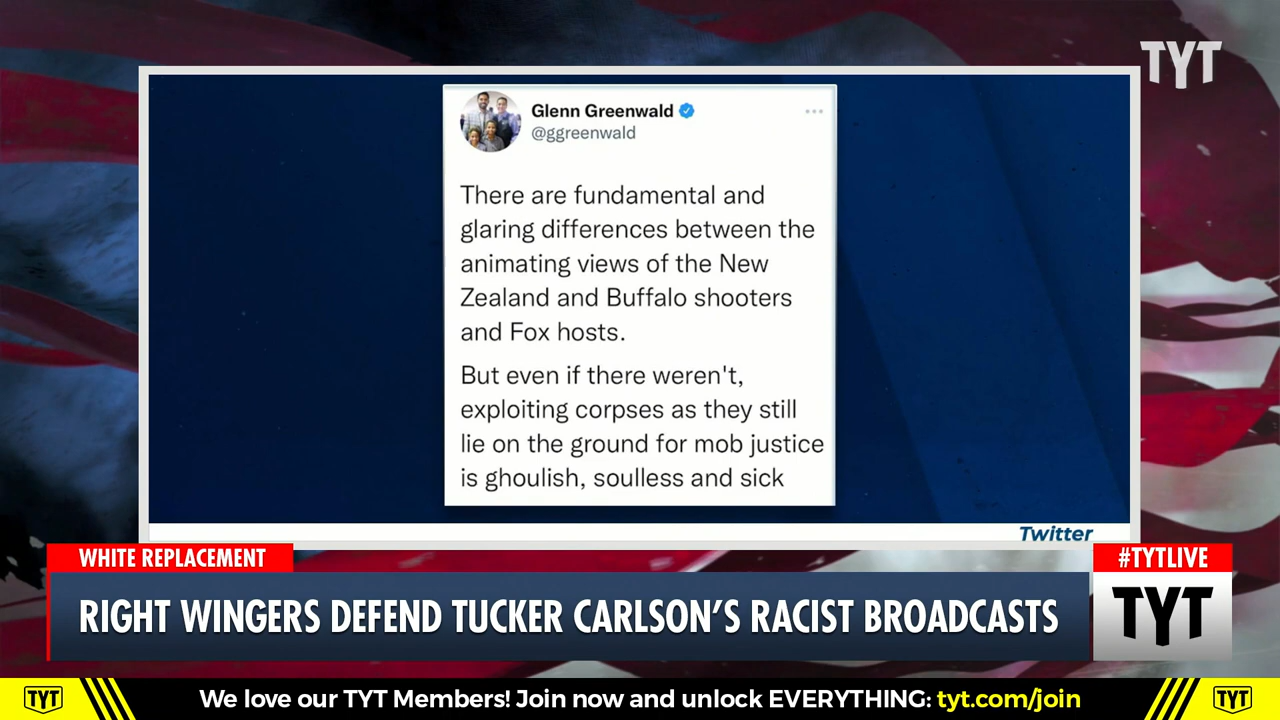 TYT
Glenn Greenwald
@ggreenwald
There are fundamental and
glaring differences between the
animating views of the New
Zealand and Buffalo shooters
and Fox hosts.
But even if there weren't,
exploiting corpses as they still
lie on the ground for mob justice
is ghoulish, soulless and sick
Twitter
WHITE REPLACEMENT
#TYTLIVE
RIGHT WINGERS DEFEND TUCKER CARLSON'S RACIST BROADCASTS
TYT
TYT
We love our TYT Members! Join now and unlock EVERYTHING: tyt.com/join
TYT